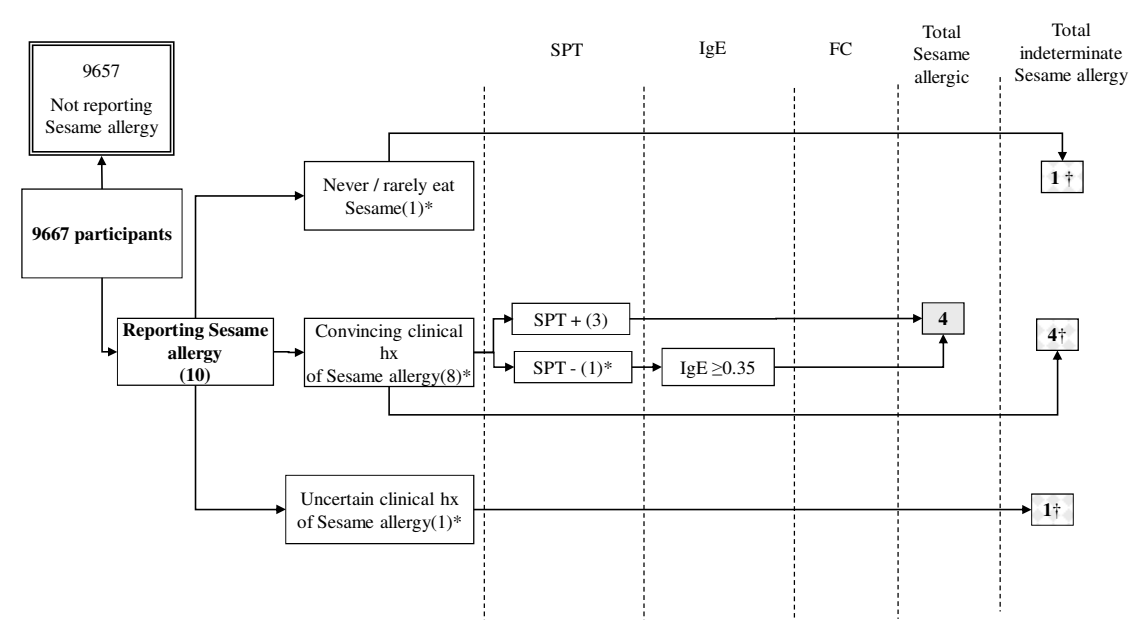 SPT
IgE
FC
Total
Sesame
allergic
Total
indeterminate
Sesame allergy
9657
Not reporting
Sesame allergy
9667 participants
Reporting Sesame
allergy
(10)
Never / rarely eat
Sesame(1)*
1 †
Convincing clinical
hx
of Sesame allergy(8)*
SPT + (3)
SPT - (1)*
IgE ≥0.35
4
4†
Uncertain clinical hx
of Sesame allergy(1)*
1†